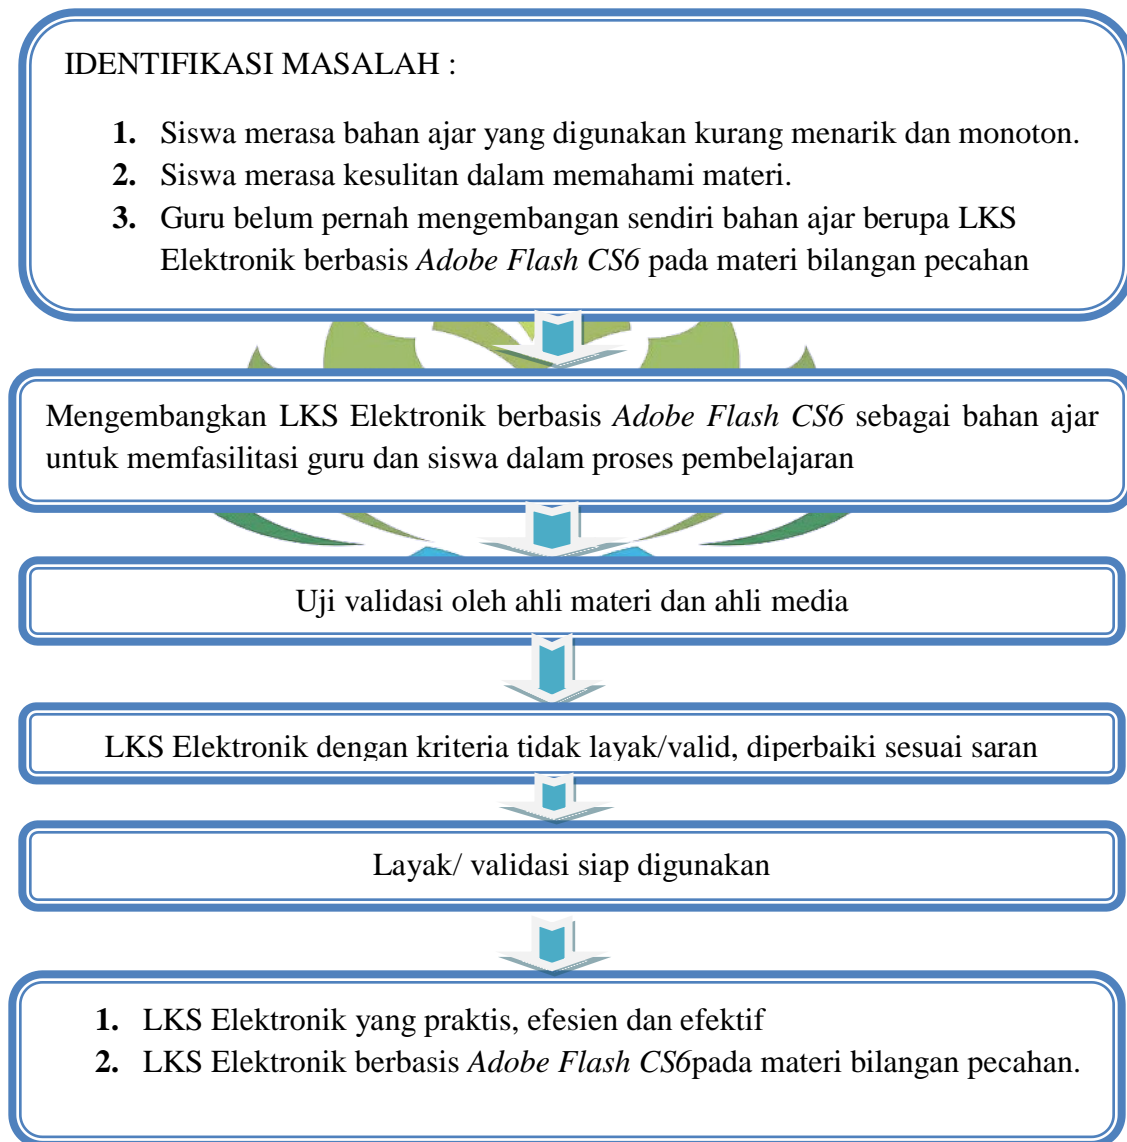 IDENTIFIKASI MASALAH :
1. Siswa merasa bahan ajar yang digunakan kurang menarik dan monoton.
2. Siswa merasa kesulitan dalam memahami materi.
3. Guru belum pernah mengembangan sendiri bahan ajar berupa LKS
Elektronik berbasis Adobe Flash CS6 pada materi bilangan pecahan
Mengembangkan LKS Elektronik berbasis Adobe Flash CS6 sebagai bahan ajar
untuk memfasilitasi guru dan siswa dalam proses pembelajaran
Uji validasi oleh ahli materi dan ahli media
LKS Elektronik dengan kriteria tidak layak/valid, diperbaiki sesuai saran
Layak/ validasi siap digunakan
1. LKS Elektronik yang praktis, efesien dan efektif
2. LKS Elektronik berbasis Adobe Flash CS6pada materi bilangan pecahan.